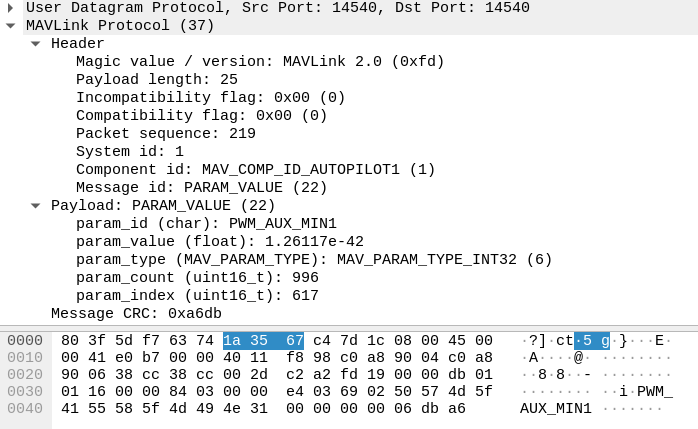 User Datagram Protocol, Src Port: 14540, Dst Port: 14540
MAVLink Protocol (37)
Header
Magic value / version: MAVLink 2.0 (0xfd)
Payload length: 25
Incompatibility flag: 0x00 (0)
Compatibility flag: 0x00 (0)
Packet sequence: 219
System id: 1
Component id: MAV_COMP_ID_AUTOPILOT1 (1)
Message id: PARAM_VALUE (22)
Payload: PARAM_VALUE (22)
param_id (char): PWM_AUX_MIN1
param_value (float): 1.26117e-42
param_type (MAV_PARAM_TYPE): MAV_PARAM_TYPE_INT32 (6)
param_count (uint16_t): 996
param_index (uint16_t): 617
Message CRC: 0xa6db
0000 80 3f 5d f7 63 74 1a 35 67 c4 7d 1c 08 00 45 00 ·?]·ct·5 g·}···E·
0010 00 41 e0 b7 00 00 40 11 f8 98 c0 a8 90 04 c0 a8 ·A····@· ········
0020 90 06 38 cc 38 cc 00 2d c2 a2 fd 19 00 00 db 01 ··8·8··- ········
0030 01 16 00 00 84 03 00 00 e4 03 69 02 50 57 4d 5f ········ ··i·PWM_
0040 41 55 58 5f 4d 49 4e 31 00 00 00 00 06 db a6 AUX_MIN1 ·······